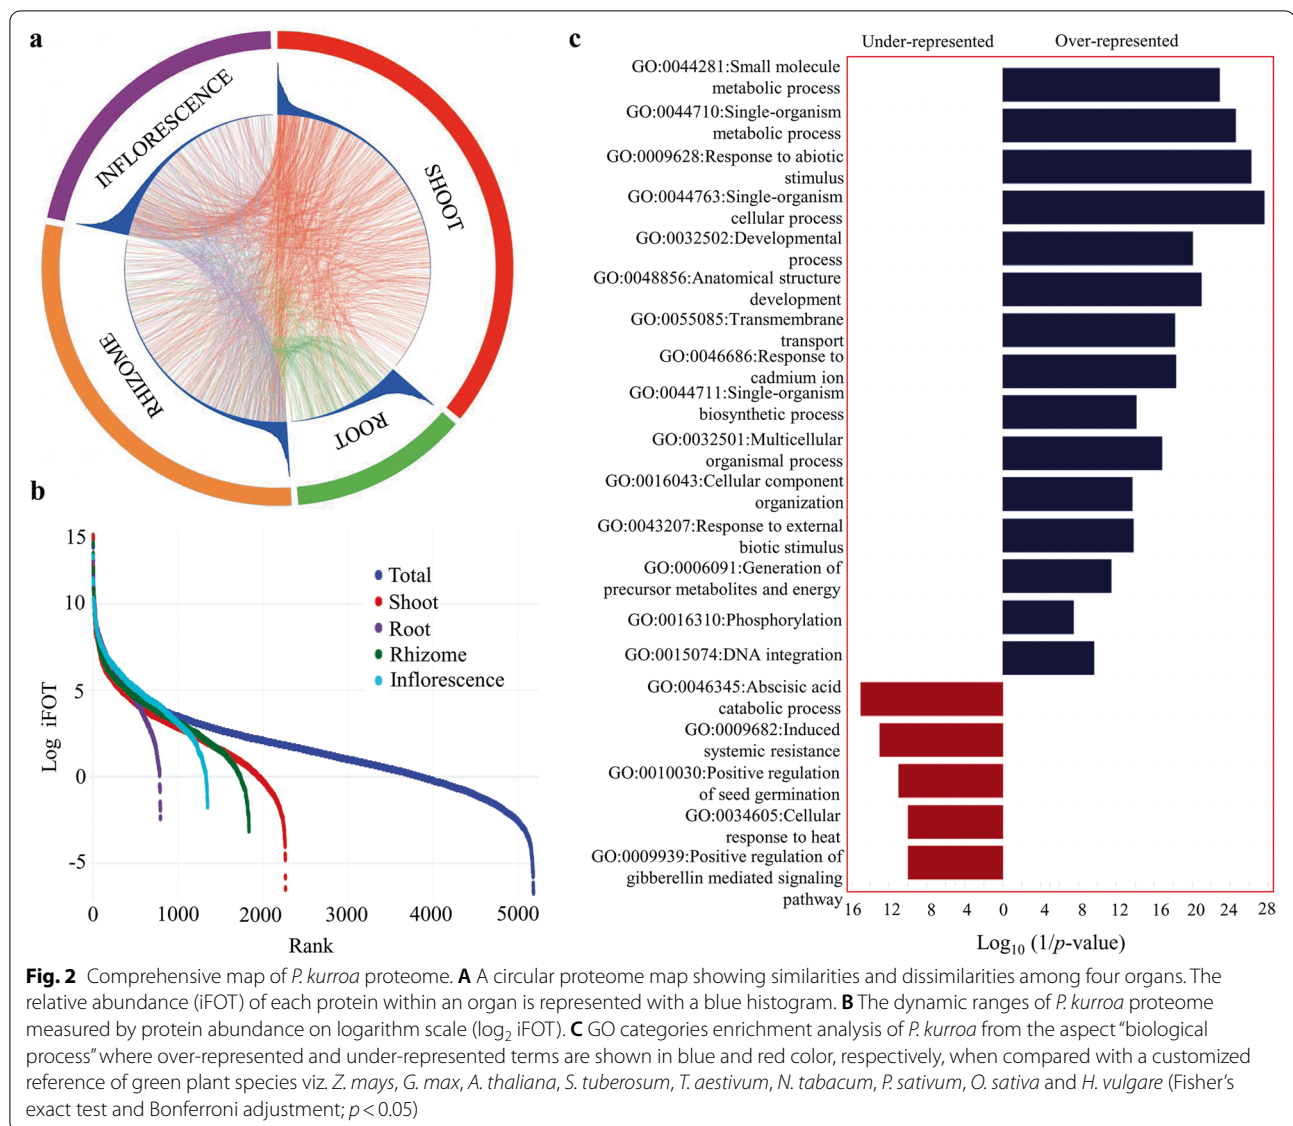 a
INFLORESCENCE
SHOOT
RHIZOME
ROOT
b
15
10
5
0
-5
Log iFOT
Total
Shoot
Root
Rhizome
Inflorescence
0 1000 2000 3000 4000 5000
Rank
c
Under-represented Over-represented
GO:0044281:Small molecule
metabolic process
GO:0044710:Single-organism
metabolic process
GO:0009628:Response to abiotic
stimulus
GO:0044763:Single-organism
cellular process
GO:0032502:Developmental
process
GO:0048856:Anatomical structure
development
GO:0055085:Transmembrane
transport
GO:0046686:Response to
cadmium ion
GO:0044711:Single-organism
biosynthetic process
GO:0032501:Multicellular
organismal process
GO:0016043:Cellular component
organization
GO:0043207:Response to external
biotic stimulus
GO:0006091:Generation of
precursor metabolites and energy
GO:0016310:Phosphorylation
GO:0015074:DNA integration
GO:0046345:Abscisic acid
catabolic process
GO:0009682:Induced
systemic resistance
GO:0010030:Positive regulation
of seed germination
GO:0034605:Cellular
response to heat
GO:0009939:Positive regulation of
gibberellin mediated signaling
pathway
16 12 8 4 0 4 8 12 16 20 24 28
Log10 (1/p-value)
Fig. 2 Comprehensive map of P. kurroa proteome. A A circular proteome map showing similarities and dissimilarities among four organs. The
relative abundance (iFOT) of each protein within an organ is represented with a blue histogram. B The dynamic ranges of P. kurroa proteome
measured by protein abundance on logarithm scale (log2 iFOT). C GO categories enrichment analysis of P. kurroa from the aspect “biological
process” where over-represented and under-represented terms are shown in blue and red color, respectively, when compared with a customized
reference of green plant species viz. Z. mays, G. max, A. thaliana, S. tuberosum, T. aestivum, N. tabacum, P. sativum, O. sativa and H. vulgare (Fisher’s
exact test and Bonferroni adjustment; p < 0.05)